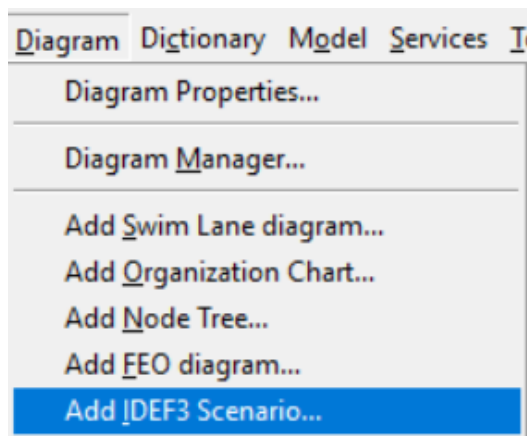 Diagram Dictionary Model Services
Diagram Properties...
Diagram Manager...
Add Swim Lane diagram...
Add Organization Chart...
Add Node Tree...
Add FEO diagram...
Add IDEF3 Scenario...